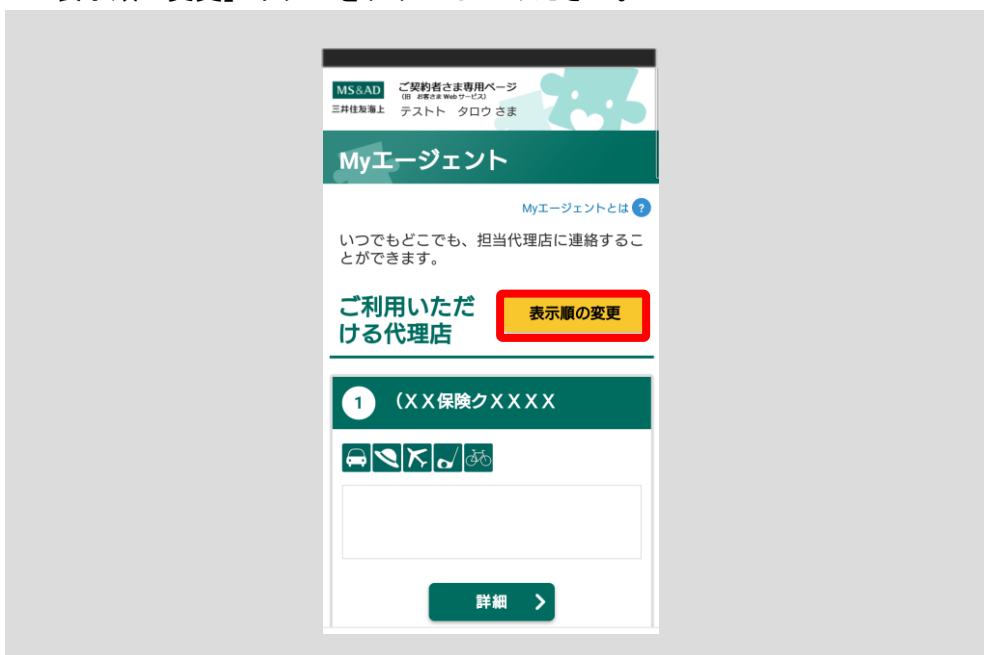 MS&AD
三井住友海上
ご契約者さま専用ページ
(旧 お客さまWebサービス)
テストト タロウ さま
Myエージェント
Myエージェントとは ?
いつでもどこでも、担当代理店に連絡するこ
とができます。
ご利用いただ
ける代理店
表示順の変更
1 (ＸＸ保険クＸＸＸＸ
詳細